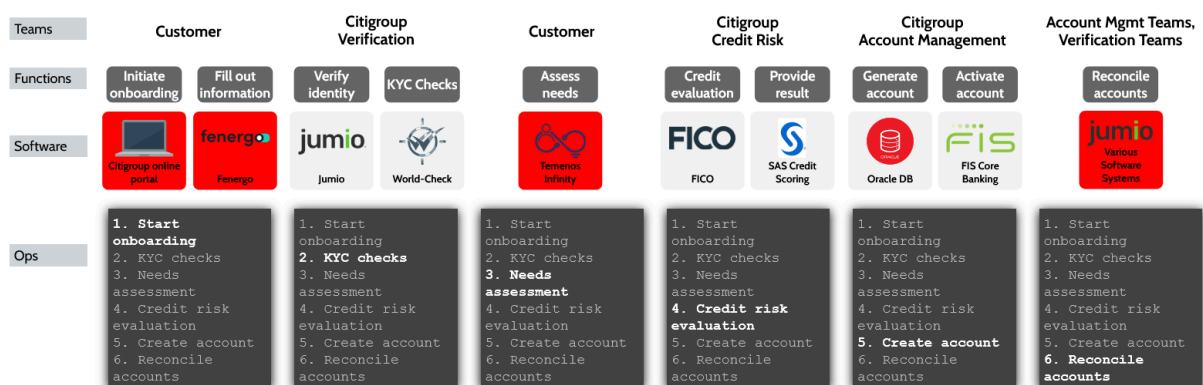 Teams
Customer
Citigroup
Verification
Customer
Citigroup
Credit Risk
Citigroup
Account Management
Account Mgmt Teams,
Verification Teams
Functions
Initiate
onboarding
Fill out
information
Verify
identity
KYC Checks
Assess
needs
Credit
evaluation
Provide
result
Generate
account
Activate
account
Reconcile
accounts
Software
Citigroup online
portal
fenergo
Fenergo
jumio
Jumio
World-Check
Temenos
Infinity
FICO
FICO
S
SAS Credit
Scoring
ORACLE
Oracle DB
FIS
FIS Core
Banking
jumio
Various
Software
Systems
Ops
1. Start
onboarding
2. KYC checks
3. Needs
assessment
4. Credit risk
evaluation
5. Create account
6. Reconcile
accounts
1. Start
onboarding
2. KYC checks
3. Needs
assessment
4. Credit risk
evaluation
5. Create account
6. Reconcile
accounts
1. Start
onboarding
2. KYC checks
3. Needs
assessment
4. Credit risk
evaluation
5. Create account
6. Reconcile
accounts
1. Start
onboarding
2. KYC checks
3. Needs
assessment
4. Credit risk
evaluation
5. Create account
6. Reconcile
accounts
1. Start
onboarding
2. KYC checks
3. Needs
assessment
4. Credit risk
evaluation
5. Create account
6. Reconcile
accounts
1. Start
onboarding
2. KYC checks
3. Needs
assessment
4. Credit risk
evaluation
5. Create account
6. Reconcile
accounts